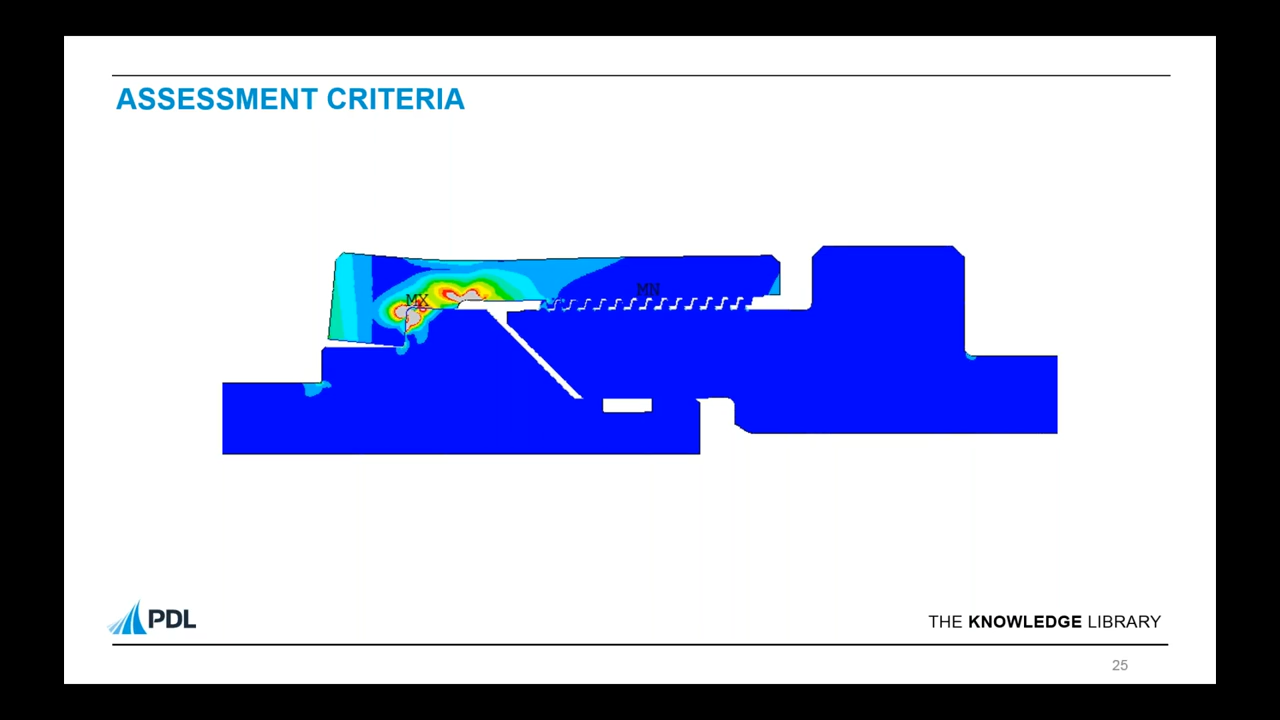 ASSESSMENT CRITERIA
MX
MN
PDL
THE KNOWLEDGE LIBRARY
25